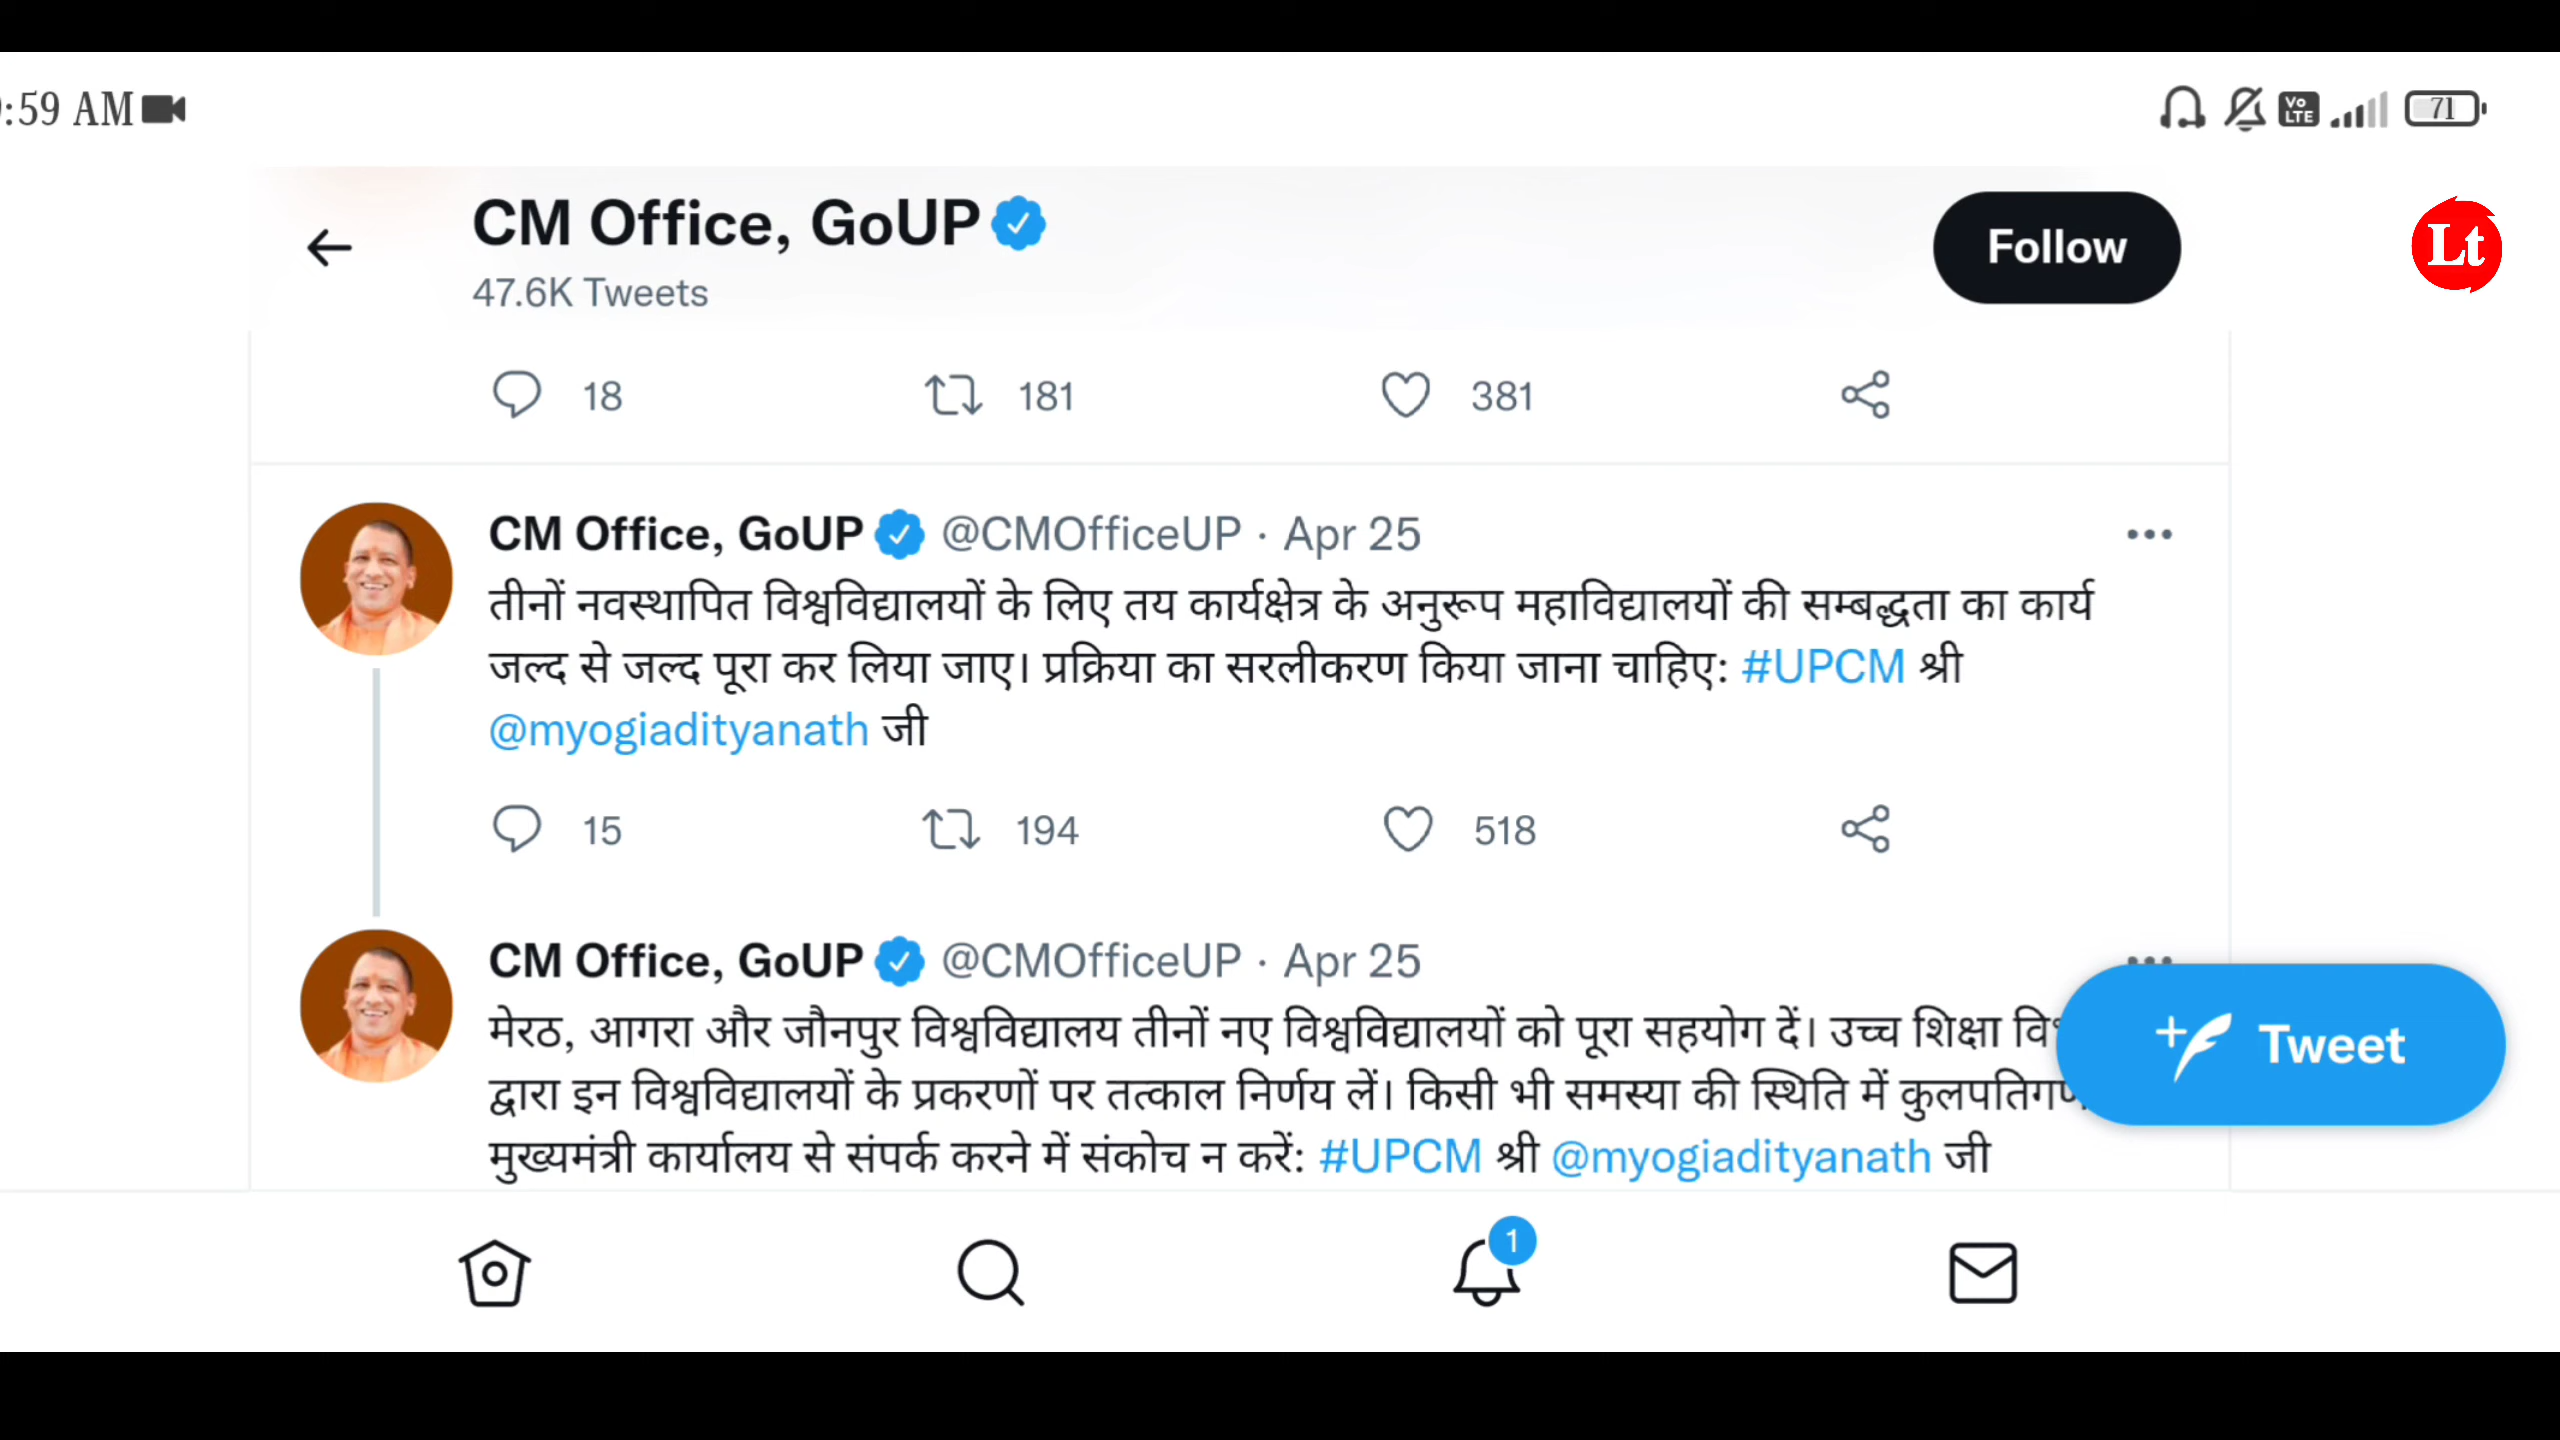 :59 AM
Vo LTE
71
CM Office, GoUP
47.6K Tweets
Follow
Lt
18 181 381
CM Office, GoUP @CMOfficeUP · Apr 25
तीनों नवस्थापित विश्वविद्यालयों के लिए तय कार्यक्षेत्र के अनुरूप महाविद्यालयों की सम्बद्धता का कार्य
जल्द से जल्द पूरा कर लिया जाए। प्रक्रिया का सरलीकरण किया जाना चाहिए: #UPCM श्री
@myogiadityanath जी
15 194 518
CM Office, GoUP @CMOfficeUP · Apr 25
मेरठ, आगरा और जौनपुर विश्वविद्यालय तीनों नए विश्वविद्यालयों को पूरा सहयोग दें। उच्च शिक्षा
द्वारा इन विश्वविद्यालयों के प्रकरणों पर तत्काल निर्णय लें। किसी भी समस्या की स्थिति में कुलपतिगण
मुख्यमंत्री कार्यालय से संपर्क करने में संकोच न करें: #UPCM श्री @myogiadityanath जी
Tweet
1